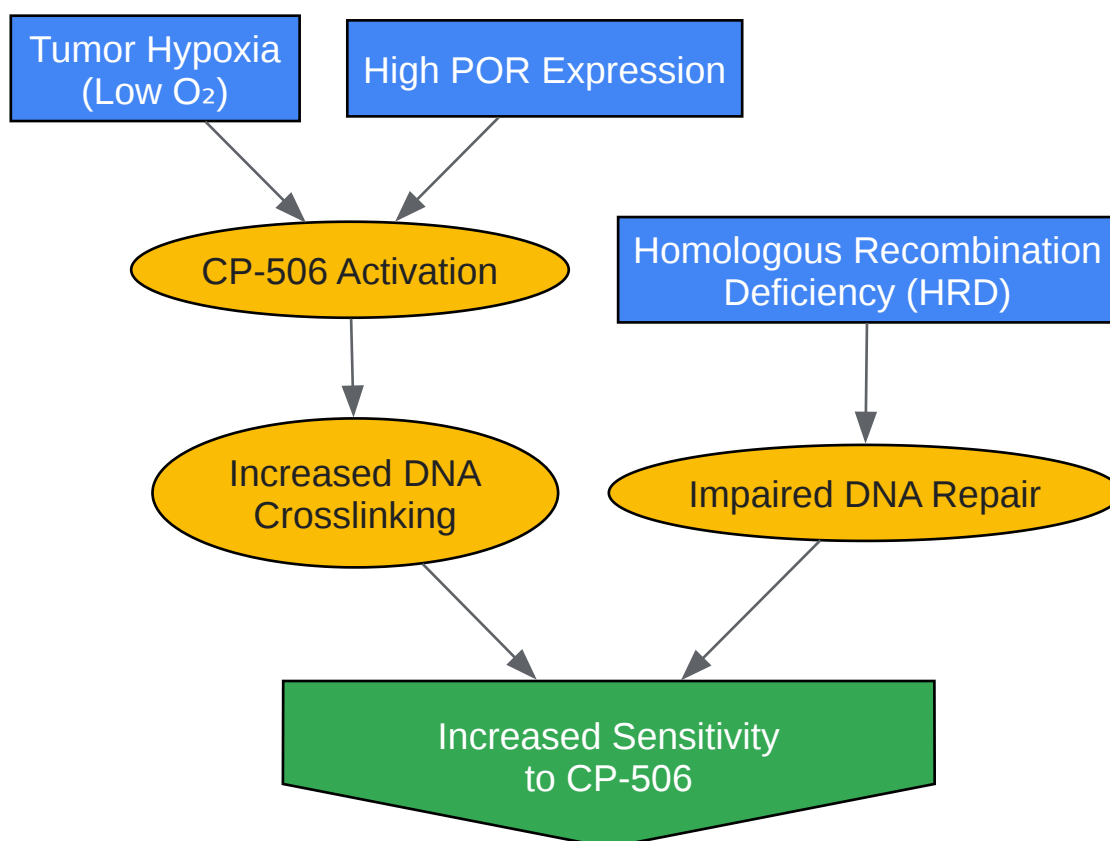 Tumor Hypoxia
(Low O₂)
High POR Expression
CP-506 Activation
Homologous Recombination
Deficiency (HRD)
Increased DNA
Crosslinking
Impaired DNA Repair
Increased Sensitivity
to CP-506